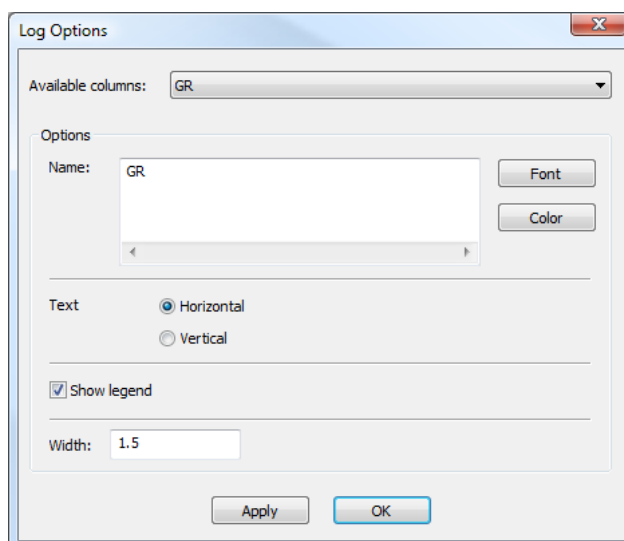 Log Options
Available columns: GR
Options
Name: GR
Font
Color
Text
Horizontal
Vertical
Show legend
Width: 1.5
Apply OK